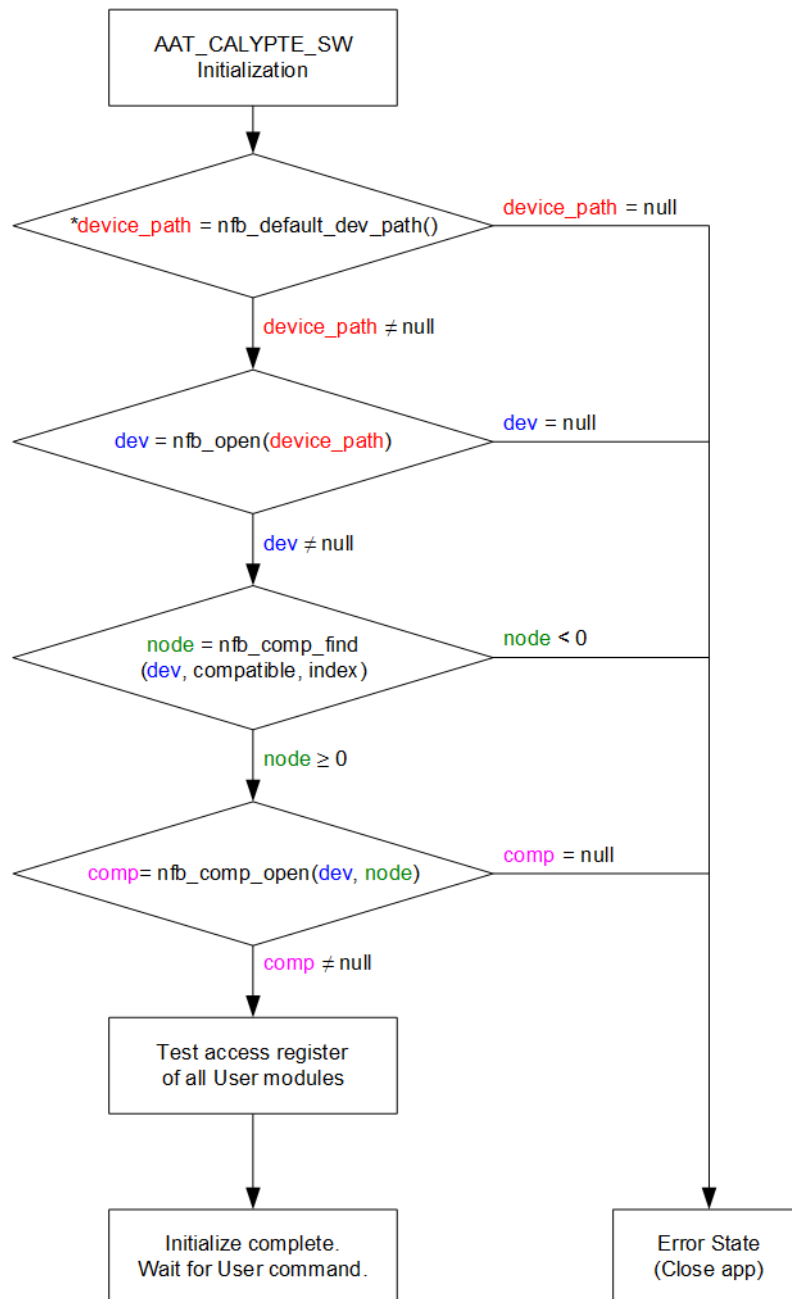 AAT_CALYPTE_SW
Initialization
*device_path = nfb_default_dev_path()
device_path = null
device_path ≠ null
dev = nfb_open(device_path)
dev = null
dev ≠ null
node = nfb_comp_find
(dev, compatible, index)
node < 0
node ≥ 0
comp= nfb_comp_open(dev, node)
comp = null
comp ≠ null
Test access register
of all User modules
Initialize complete.
Wait for User command.
Error State
(Close app)